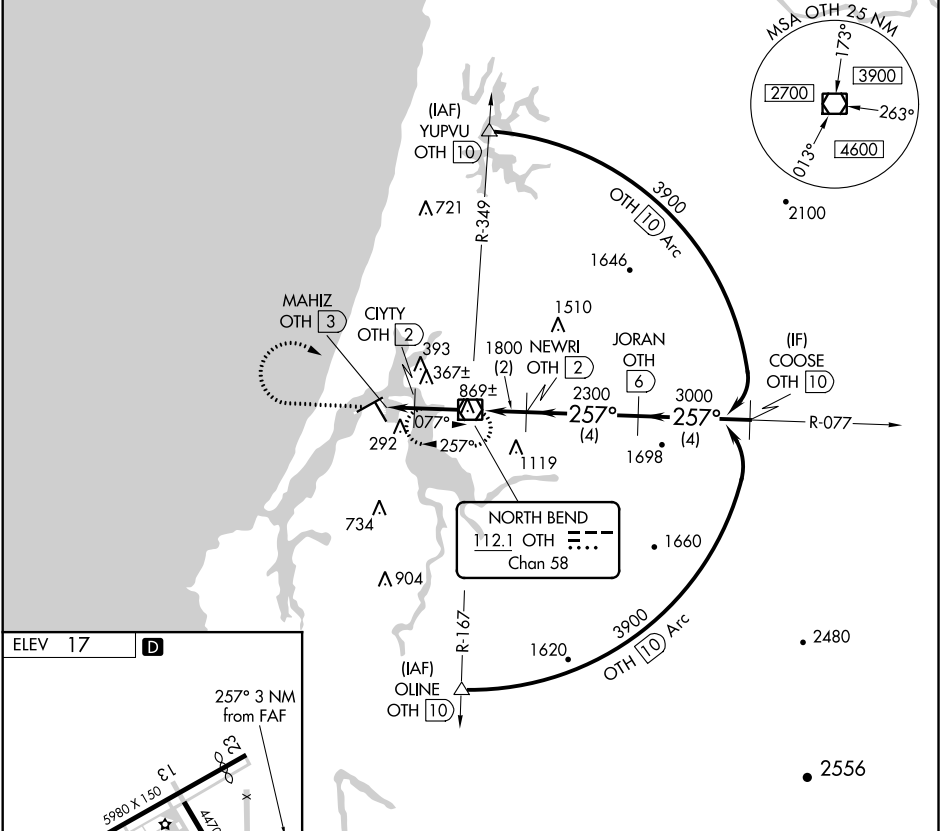 MSA OTH 25 NM
173°
3900
2700
263°
4600
013°
(IAF)
YUPVU
OTH 10
3900
OTH 10 Arc
2100
721
R-349
1646
1510
MAHIZ
OTH 3
CIYTY
OTH 2
393
367±
1800
(2)
NEWRI
OTH 2
JORAN
OTH
6
(IF)
COOSE
OTH 10
869±
2300
257°
(4)
3000
257°
(4)
R-077
077°
257°
292
1119
1698
NORTH BEND
112.1 OTH
Chan 58
734
1660
904
R-167
3900
OTH 10 Arc
1620
2480
(IAF)
OLINE
OTH 10
2556
ELEV 17 D
257° 3 NM
from FAF
23
13
5980 X 150
x